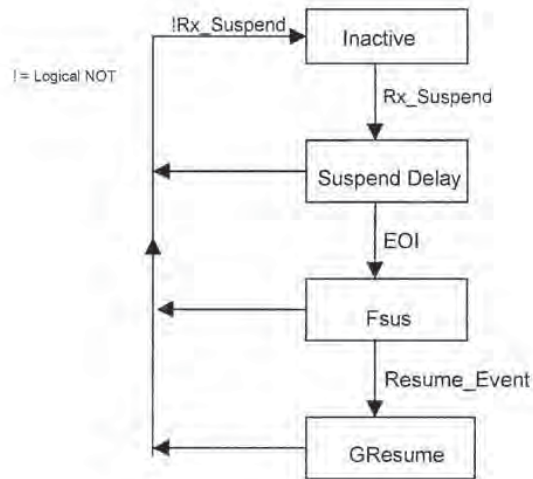 !Rx_Suspend
Inactive
! = Logical NOT
Rx_Suspend
Suspend Delay
EOI
Fsus
Resume_Event
GResume